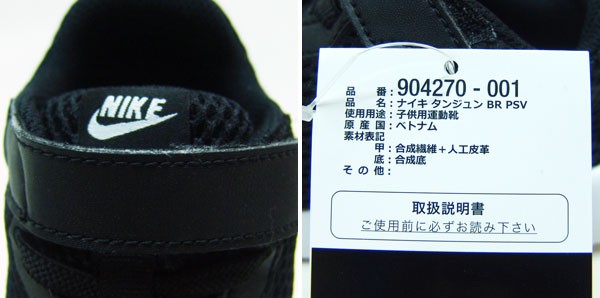 NIKE
品番：904270 - 001
品名：ナイキ タンジュン BR PSV
使用用途：子供用運動靴
原産国：ベトナム
素材表記
甲：合成繊維＋人工皮革
底：合成底
その他：
取扱説明書
ご使用前に必ずお読み下さい